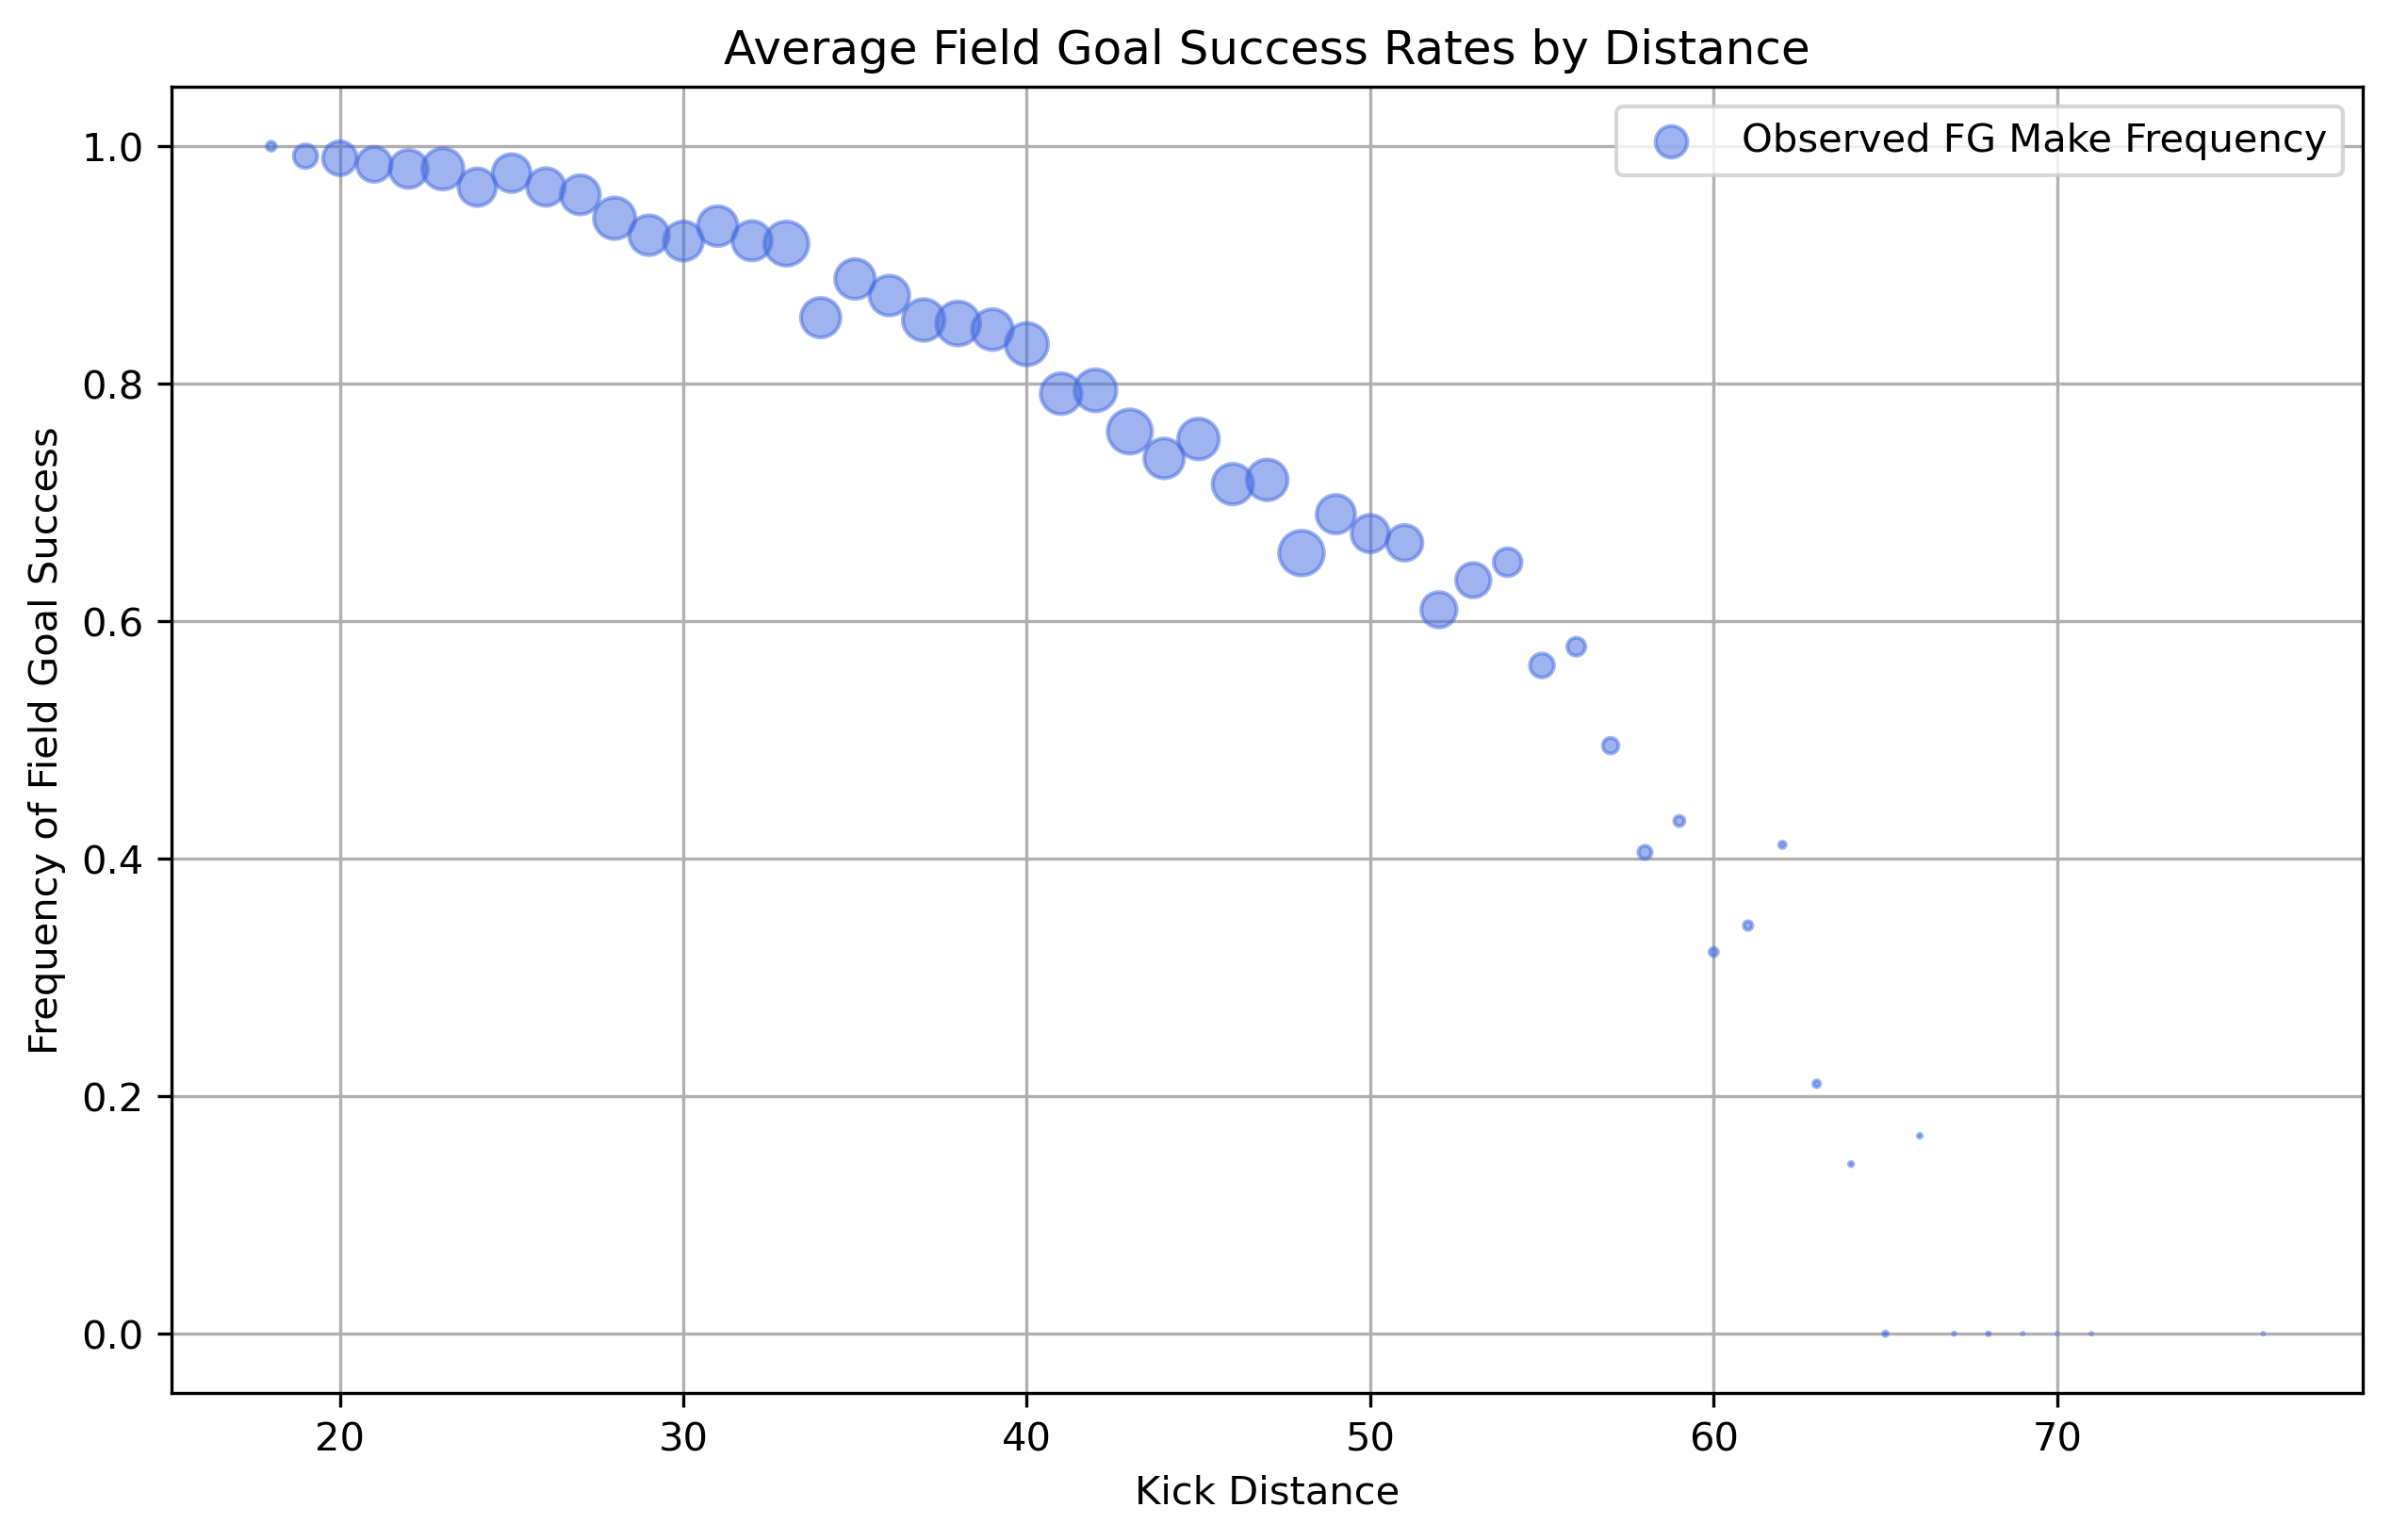 Average Field Goal Success Rates by Distance
Observed FG Make Frequency
Frequency of Field Goal Success
1.0
0.8
0.6
0.4
0.2
0.0
20 30 40 50 60 70
Kick Distance